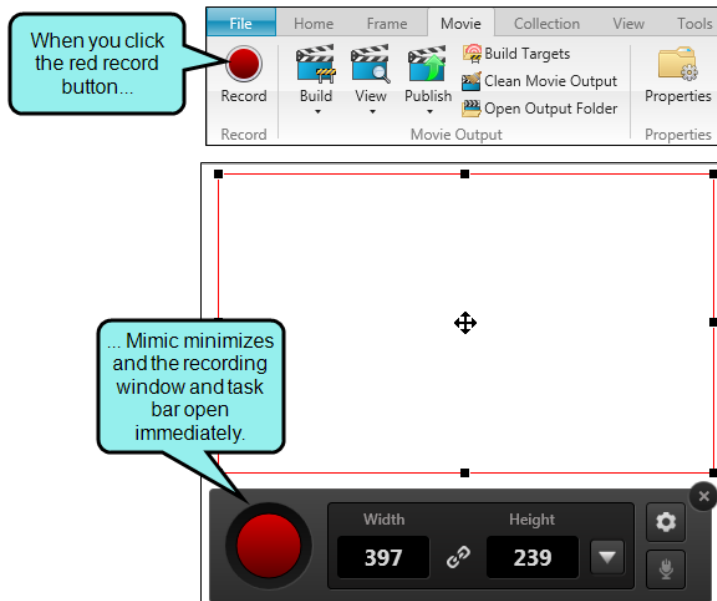 When you click
the red record
button...
File Home Frame Movie Collection View Tools
Record Build View Publish
Build Targets
Clean Movie Output
Open Output Folder
Properties
Record Movie Output Properties
... Mimic minimizes
and the recording
window and task
bar open
immediately.
Width Height
397 239